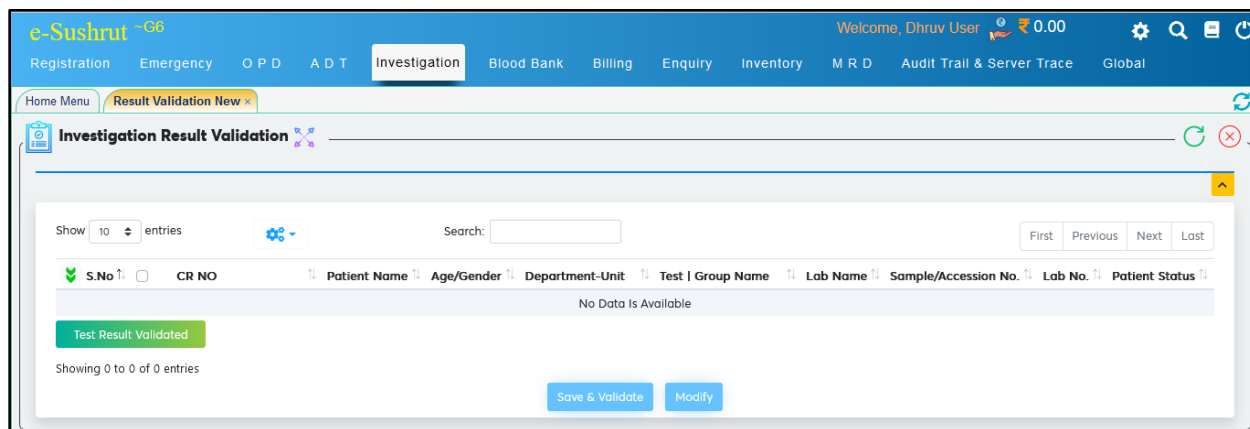 e-Sushrut ~G6
Welcome, Dhruv User ₹ 0.00
Registration Emergency O P D A D T Investigation Blood Bank Billing Enquiry Inventory M R D Audit Trail & Server Trace Global
Home Menu Result Validation New ×
Investigation Result Validation
Show 10 entries Search: First Previous Next Last
S.No CR NO Patient Name Age/Gender Department-Unit Test | Group Name Lab Name Sample/Accession No. Lab No. Patient Status
No Data Is Available
Test Result Validated
Showing 0 to 0 of 0 entries
Save & Validate Modify